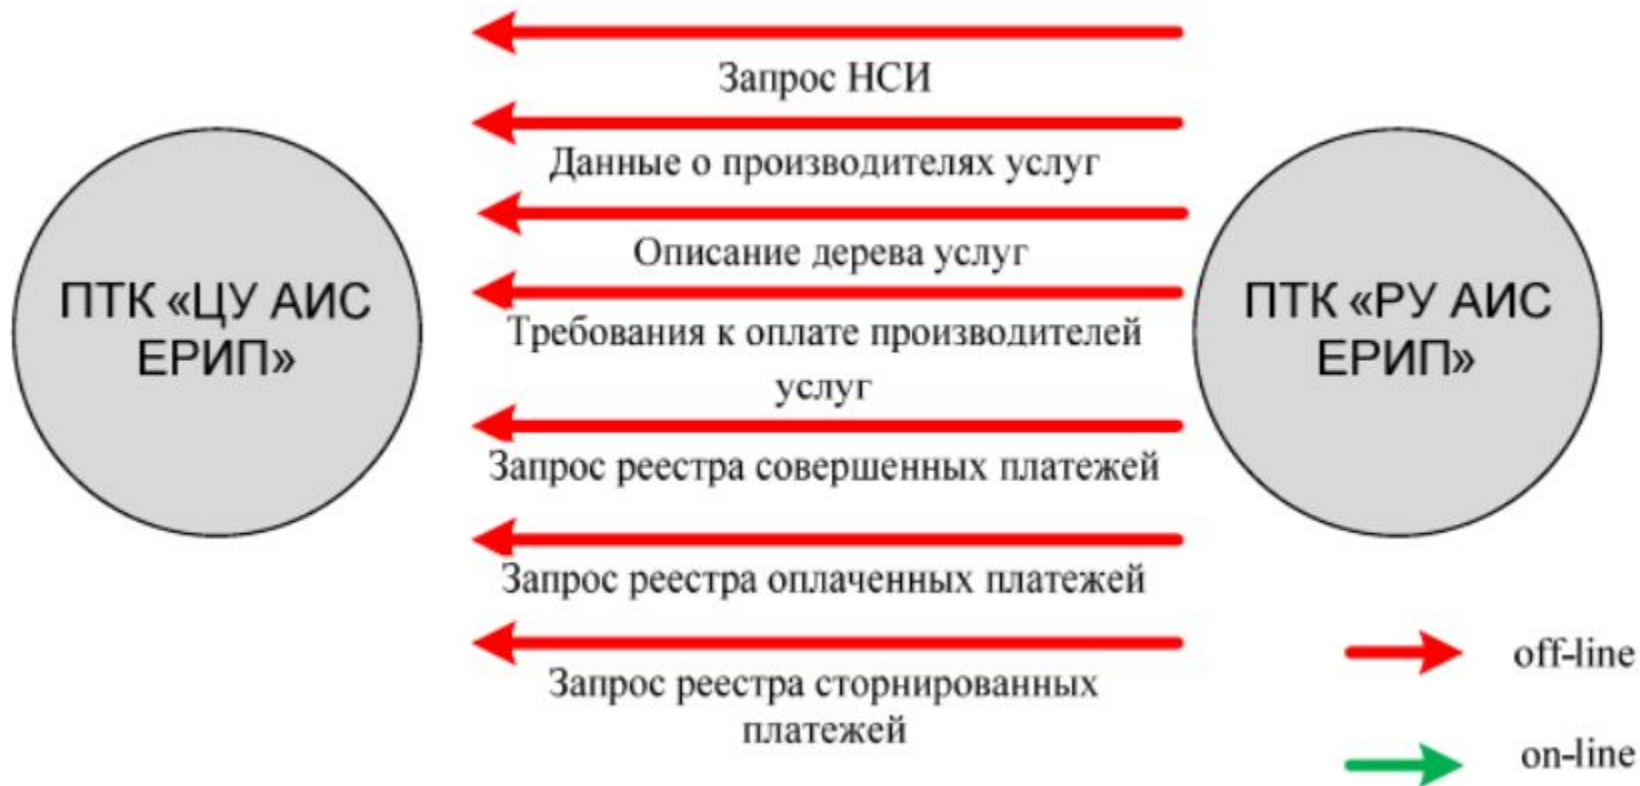 Запрос НСИ
Данные о производителях услуг
Описание дерева услуг
ПТК «ЦУ АИС
ЕРИП»
ПТК «РУ АИС
ЕРИП»
Требования к оплате производителей
услуг
Запрос реестра совершенных платежей
Запрос реестра оплаченных платежей
Запрос реестра сторнированных
платежей
off-line
on-line